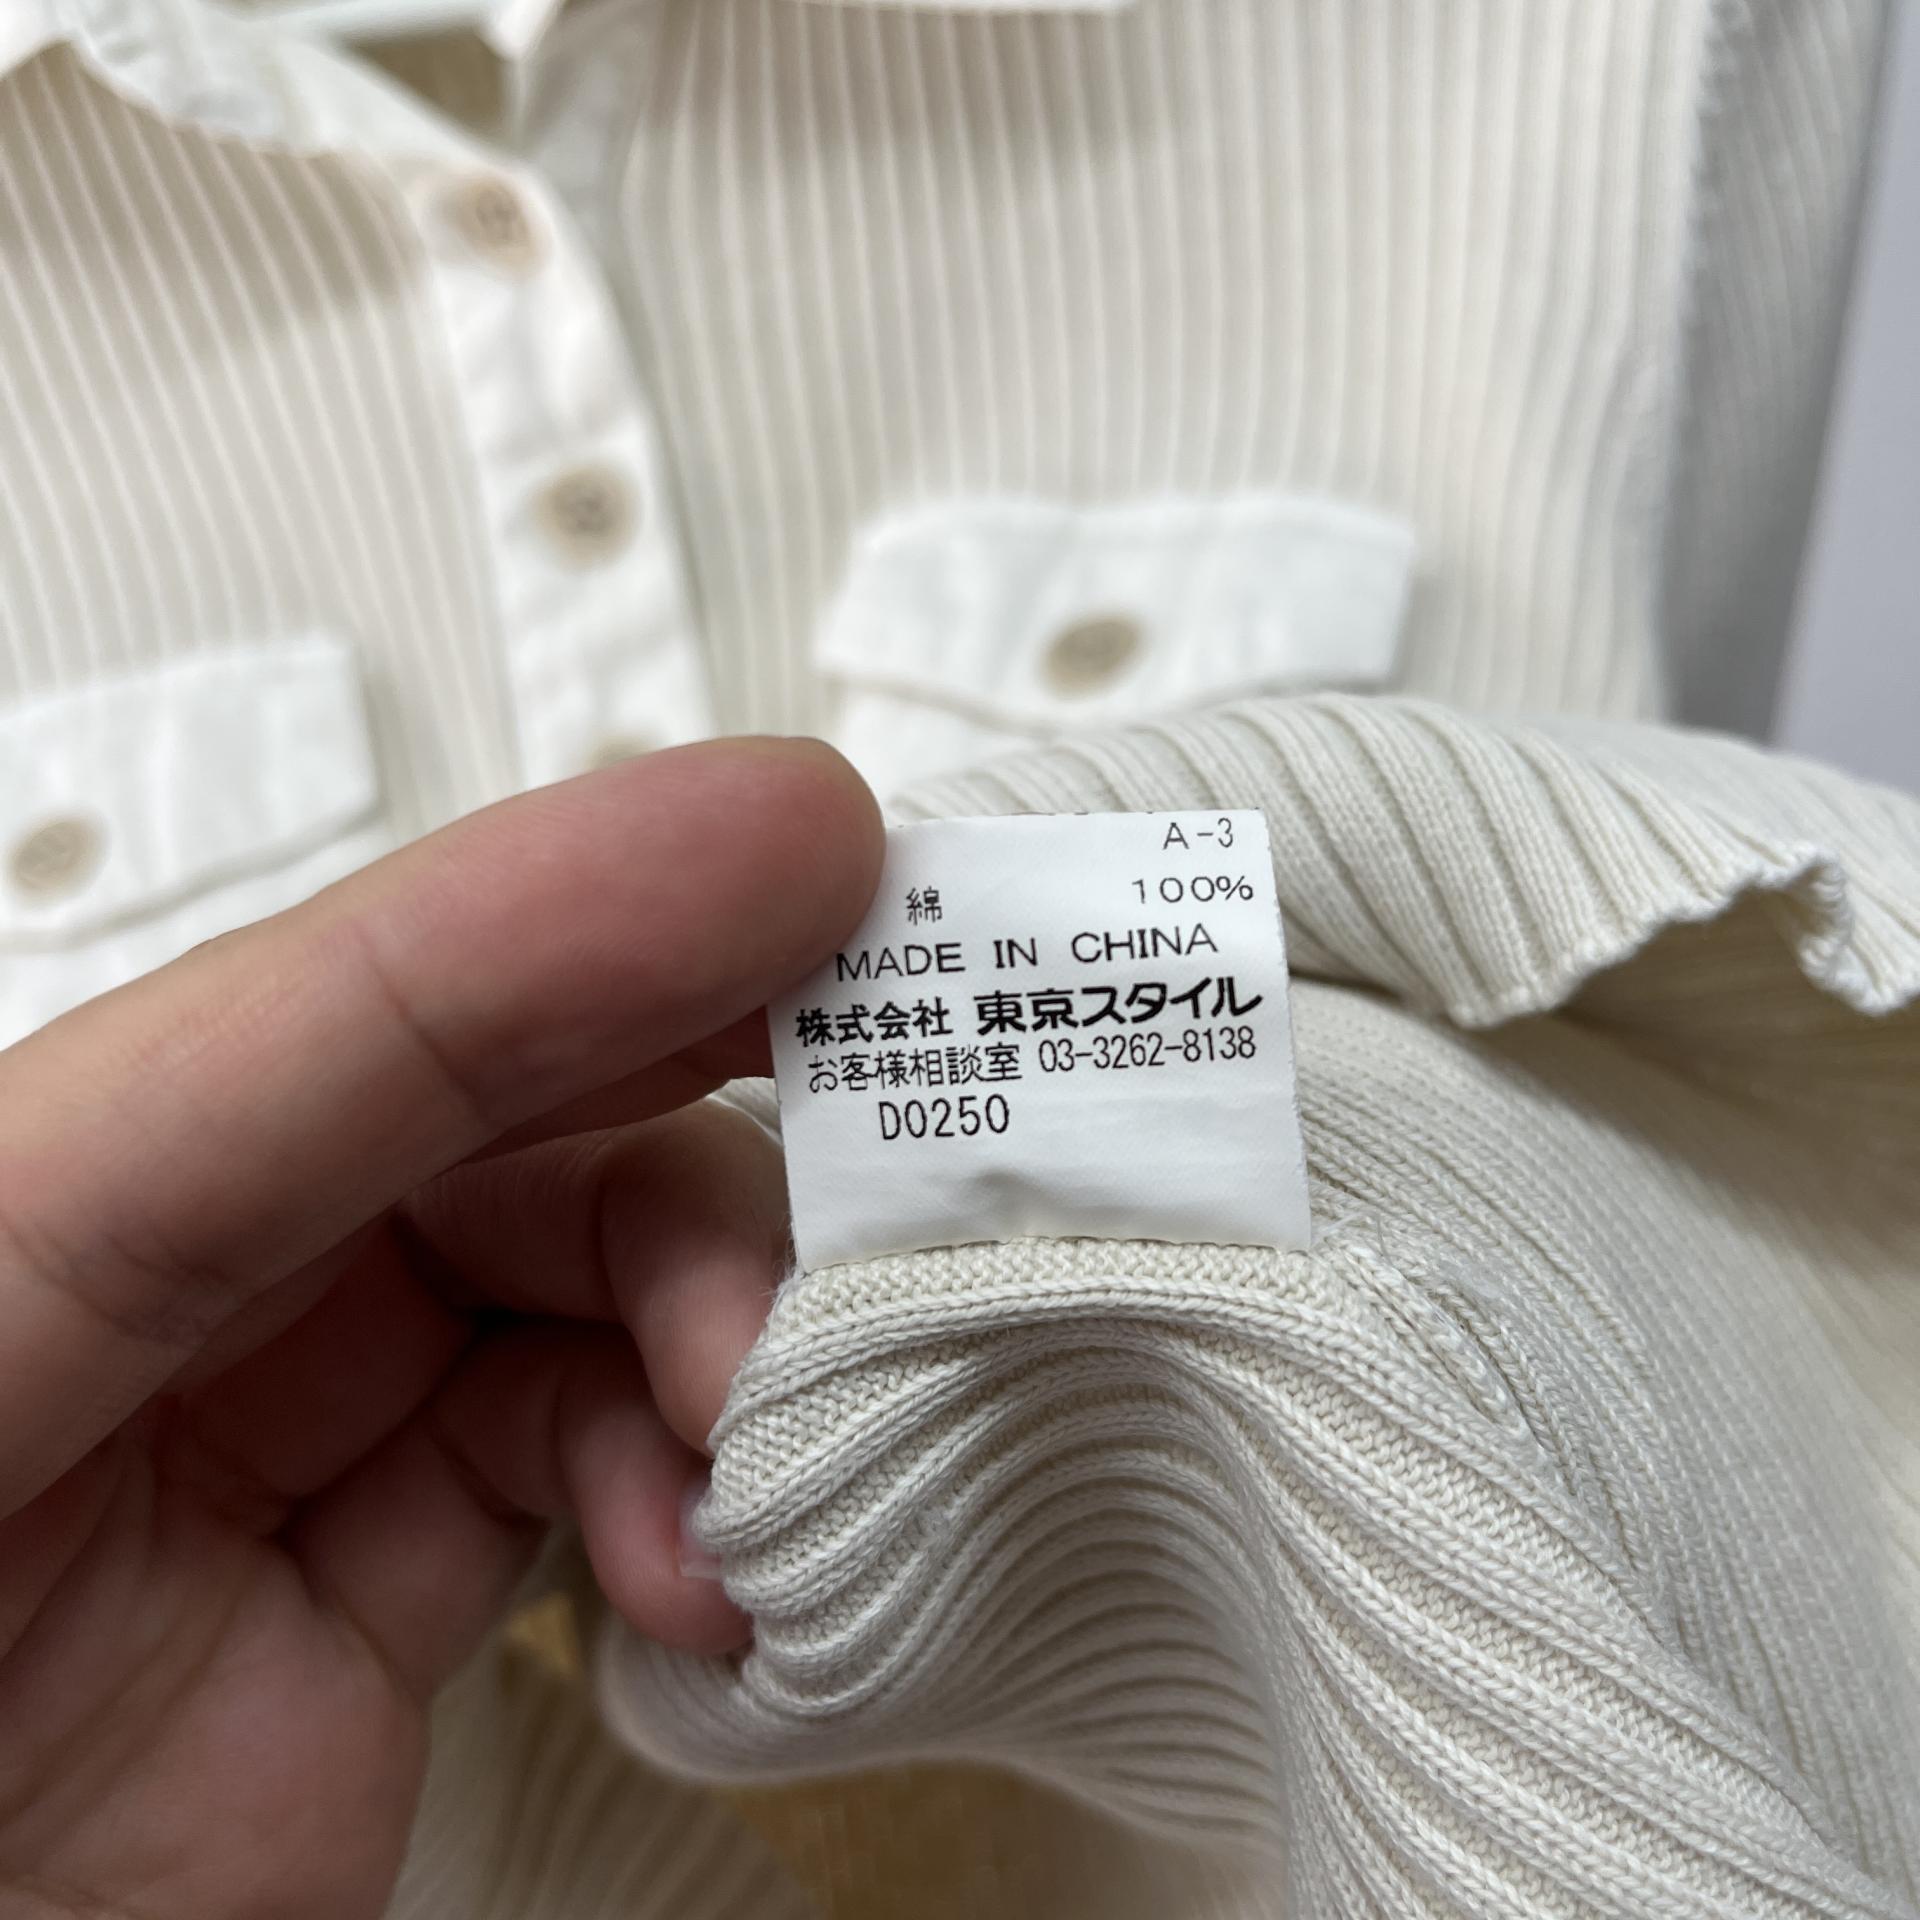 A-3
綿 100%
MADE IN CHINA
株式会社 東京スタイル
お客様相談室 03-3262-8138
D0250